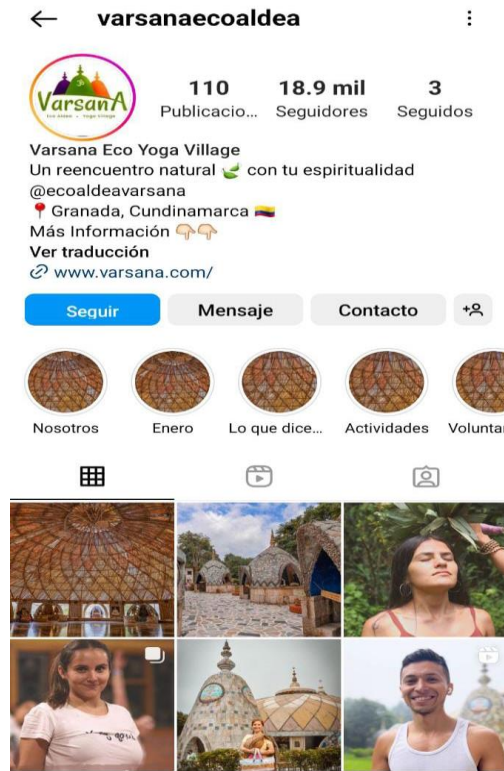 varsanaecoaldea
VarsanA
Eco Aldea • Yoga Village
110 18.9 mil 3
Publicacio... Seguidores Seguidos
Varsana Eco Yoga Village
Un reencuentro natural 🍃 con tu espiritualidad
@ecoaldeavarsana
📍 Granada, Cundinamarca 🇨🇴
Más Información 👇🏻👇🏻
Ver traducción
www.varsana.com/
Seguir Mensaje Contacto
Nosotros Enero Lo que dice... Actividades Volunta